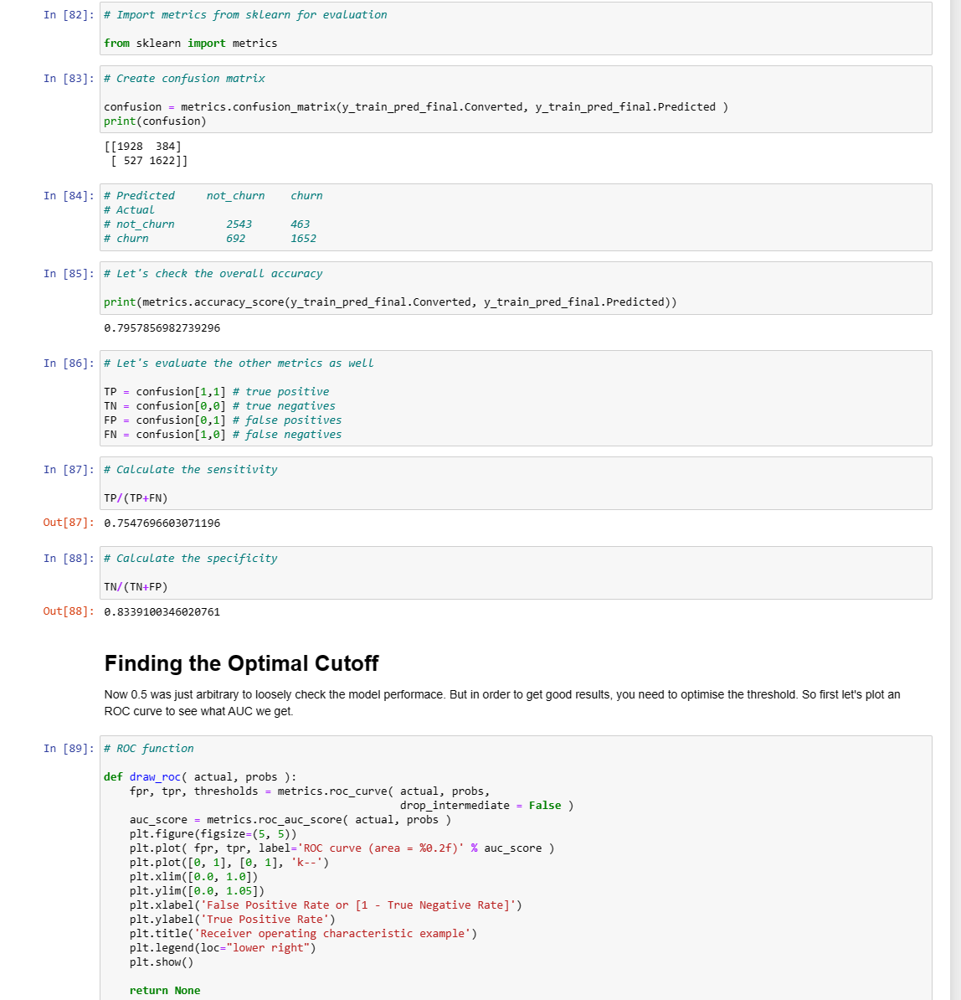 In [82]: # Import metrics from sklearn for evaluation
from sklearn import metrics
In [83]: # Create confusion matrix
confusion = metrics.confusion_matrix(y_train_pred_final.Converted, y_train_pred_final.Predicted )
print(confusion)
[[1928  384]
 [ 527 1622]]
In [84]: # Predicted     not_churn    churn
# Actual
# not_churn        2543      463
# churn            692       1652
In [85]: # Let's check the overall accuracy
print(metrics.accuracy_score(y_train_pred_final.Converted, y_train_pred_final.Predicted))
0.7957856982739296
In [86]: # Let's evaluate the other metrics as well
TP = confusion[1,1] # true positive
TN = confusion[0,0] # true negatives
FP = confusion[0,1] # false positives
FN = confusion[1,0] # false negatives
In [87]: # Calculate the sensitivity
TP/(TP+FN)
Out[87]: 0.7547696603071196
In [88]: # Calculate the specificity
TN/(TN+FP)
Out[88]: 0.8339100346020761
Finding the Optimal Cutoff
Now 0.5 was just arbitrary to loosely check the model performace. But in order to get good results, you need to optimise the threshold. So first let's plot an
ROC curve to see what AUC we get.
In [89]: # ROC function
def draw_roc( actual, probs ):
    fpr, tpr, thresholds = metrics.roc_curve( actual, probs,
                                              drop_intermediate = False )
    auc_score = metrics.roc_auc_score( actual, probs )
    plt.figure(figsize=(5, 5))
    plt.plot( fpr, tpr, label='ROC curve (area = %0.2f)' % auc_score )
    plt.plot([0, 1], [0, 1], 'k--')
    plt.xlim([0.0, 1.0])
    plt.ylim([0.0, 1.05])
    plt.xlabel('False Positive Rate or [1 - True Negative Rate]')
    plt.ylabel('True Positive Rate')
    plt.title('Receiver operating characteristic example')
    plt.legend(loc="lower right")
    plt.show()
    return None